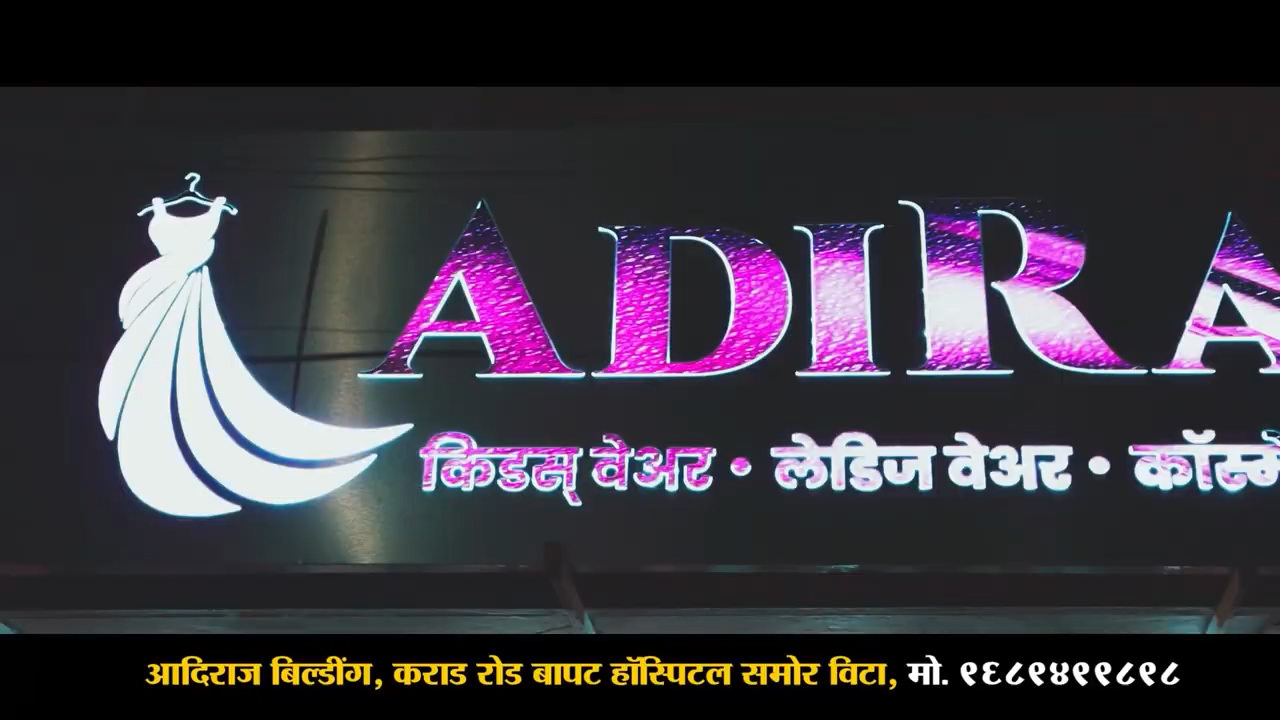 ADIRA
किडस् वेअर • लेडिज वेअर •
आदिराज बिल्डींग, कराड रोड बापट हॉस्पिटल समोर विटा, मो. ९६८९४९९८९८